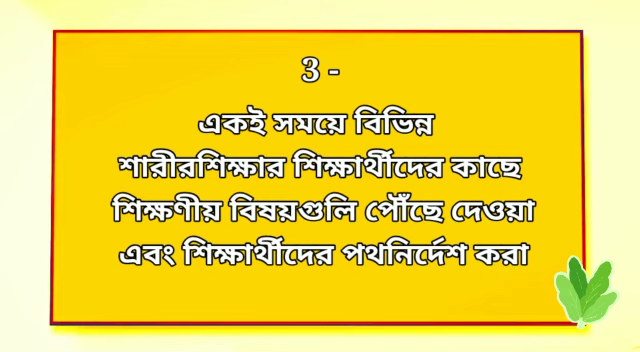 3 -
একই সময়ে বিভিন্ন
শারীরশিক্ষার শিক্ষার্থীদের কাছে
শিক্ষণীয় বিষয়গুলি পৌঁছে দেওয়া
এবং শিক্ষার্থীদের পথনির্দেশ করা